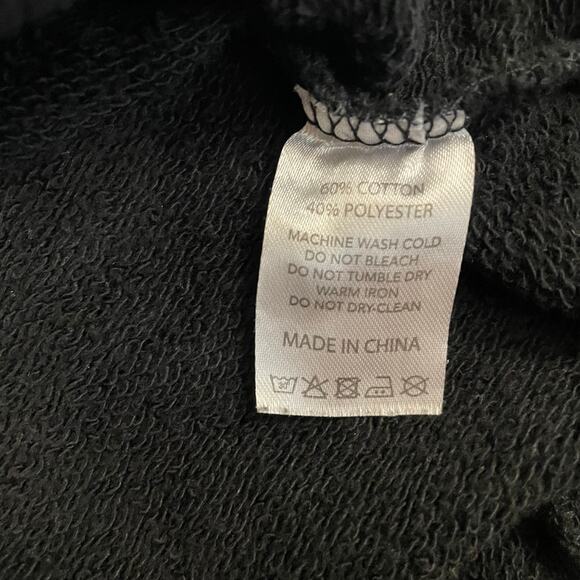 60% COTTON
40% POLYESTER
MACHINE WASH COLD
DO NOT BLEACH
DO NOT TUMBLE DRY
WARM IRON
DO NOT DRY-CLEAN
MADE IN CHINA
30